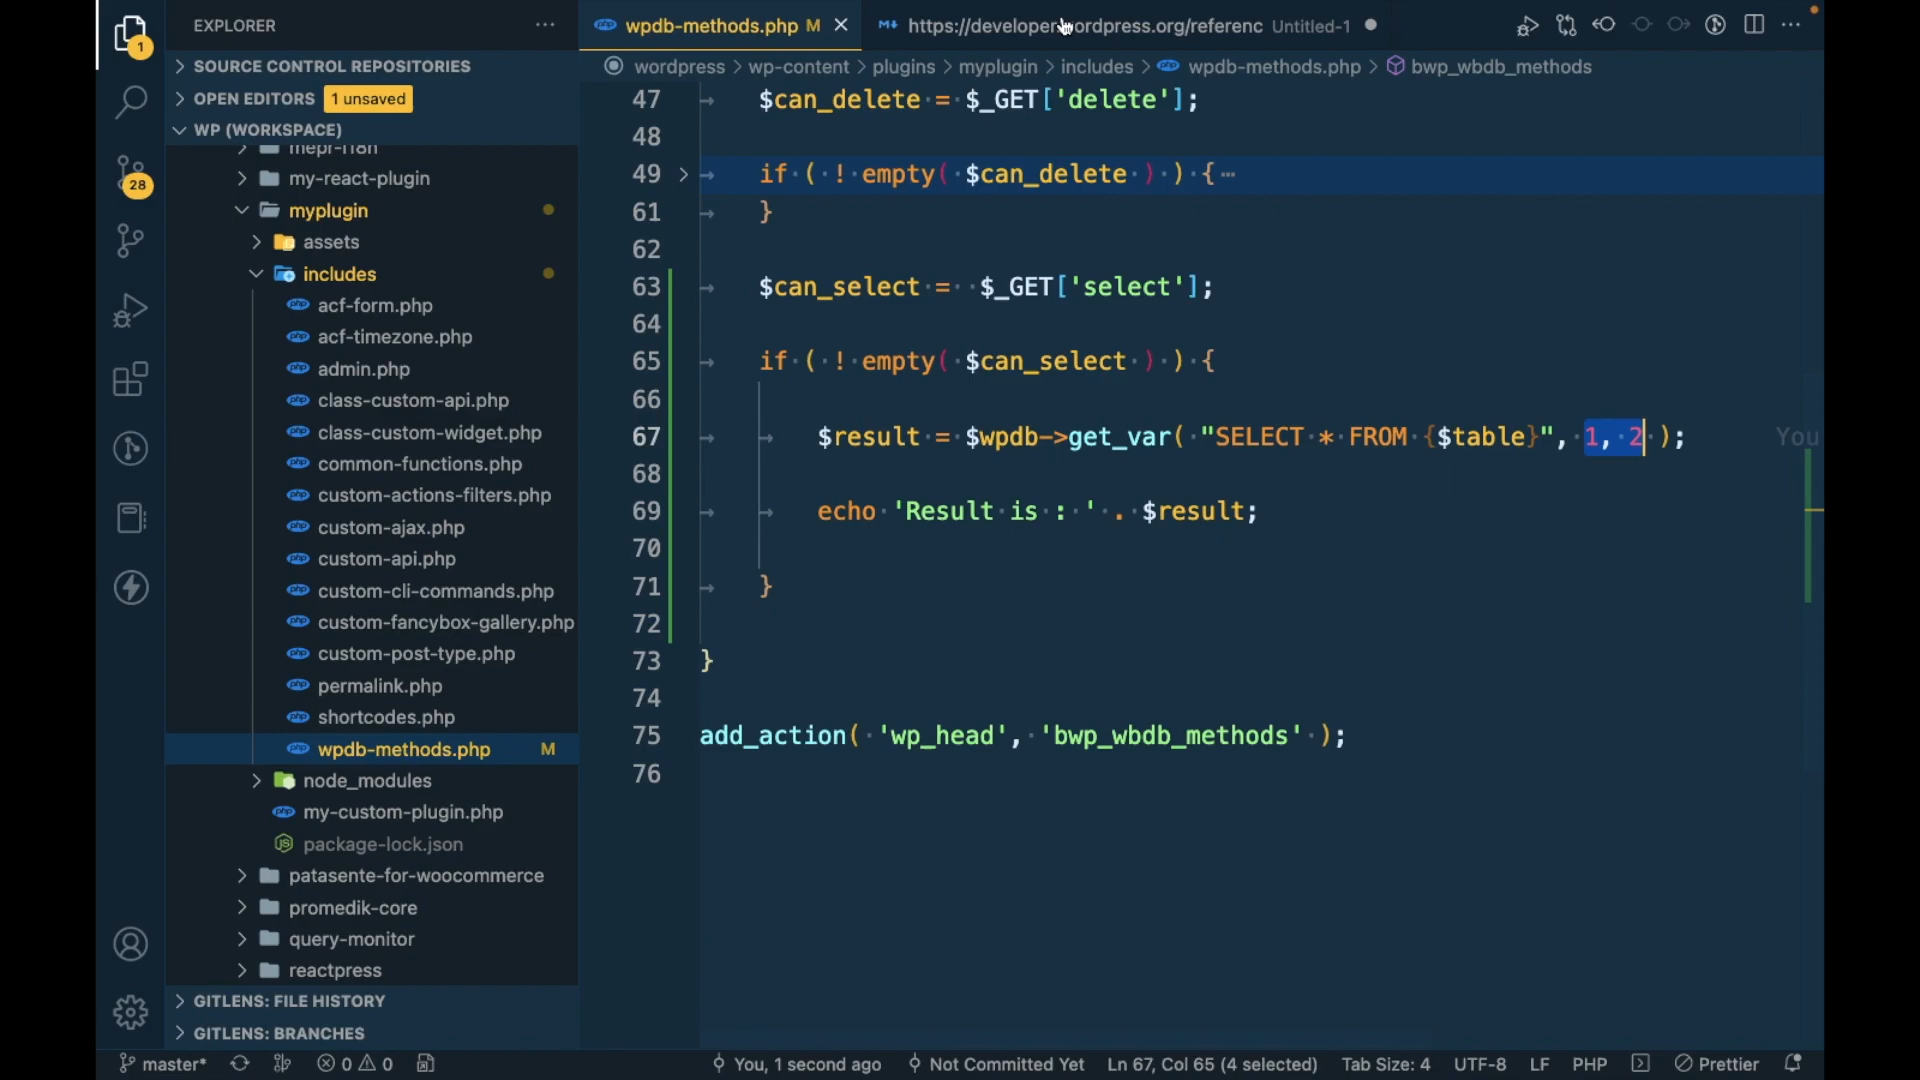 EXPLORER
wpdb-methods.php M
https://developer.wordpress.org/referenc Untitled-1
SOURCE CONTROL REPOSITORIES
OPEN EDITORS 1 unsaved
WP (WORKSPACE)
wordpress > wp-content > plugins > myplugin > includes > wpdb-methods.php > bwp_wbdb_methods
1
28
mepr-i18n
my-react-plugin
myplugin
assets
includes
acf-form.php
acf-timezone.php
admin.php
class-custom-api.php
class-custom-widget.php
common-functions.php
custom-actions-filters.php
custom-ajax.php
custom-api.php
custom-cli-commands.php
custom-fancybox-gallery.php
custom-post-type.php
permalink.php
shortcodes.php
wpdb-methods.php M
node_modules
my-custom-plugin.php
package-lock.json
patasente-for-woocommerce
promedik-core
query-monitor
reactpress
GITLENS: FILE HISTORY
GITLENS: BRANCHES
47 $can_delete = $_GET['delete'];
48
49 if ( ! empty( $can_delete ) ) {
61 }
62
63 $can_select =  $_GET['select'];
64
65 if ( ! empty( $can_select ) ) {
66
67 $result = $wpdb->get_var( "SELECT * FROM {$table}", 1, 2 ); You
68
69 echo 'Result is : ' . $result;
70
71 }
72
73 }
74
75 add_action( 'wp_head', 'bwp_wbdb_methods' );
76
master* 0 0 You, 1 second ago Not Committed Yet Ln 67, Col 65 (4 selected) Tab Size: 4 UTF-8 LF PHP Prettier